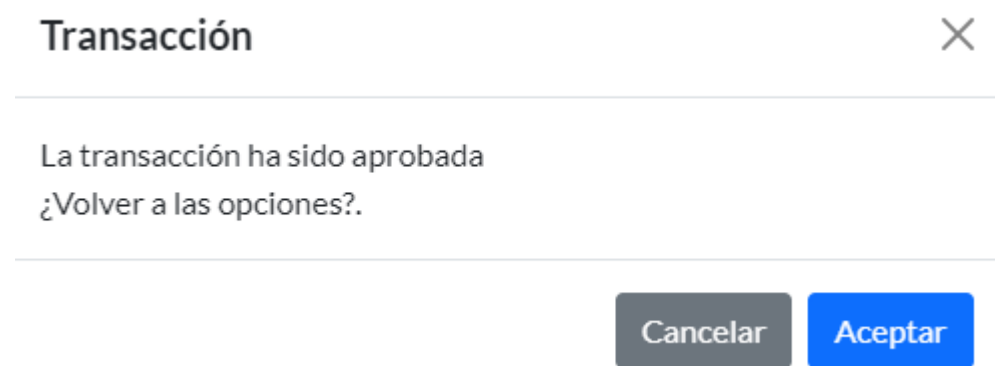 Transacción
La transacción ha sido aprobada
¿Volver a las opciones?.
Cancelar
Aceptar